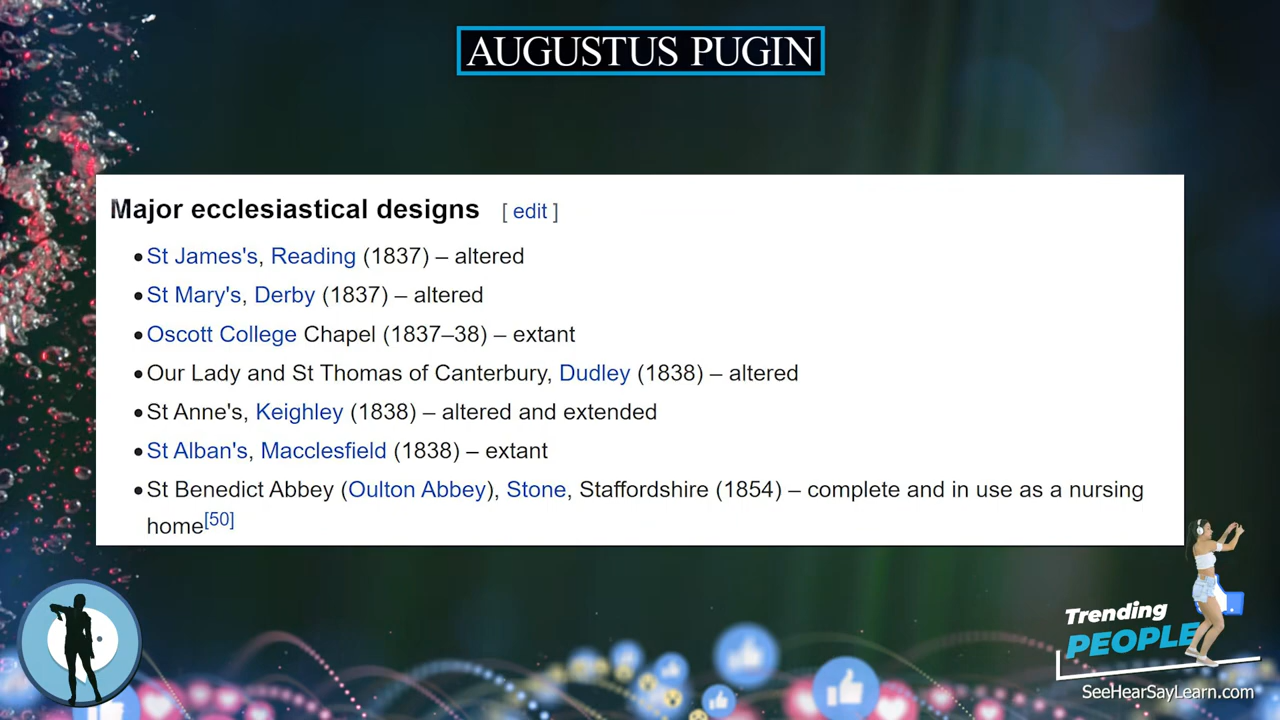 AUGUSTUS PUGIN
Major ecclesiastical designs [ edit ]
St James's, Reading (1837) – altered
St Mary's, Derby (1837) – altered
Oscott College Chapel (1837–38) – extant
Our Lady and St Thomas of Canterbury, Dudley (1838) – altered
St Anne's, Keighley (1838) – altered and extended
St Alban's, Macclesfield (1838) – extant
St Benedict Abbey (Oulton Abbey), Stone, Staffordshire (1854) – complete and in use as a nursing
home[50]
Trending
PEOPLE
SeeHearSayLearn.com